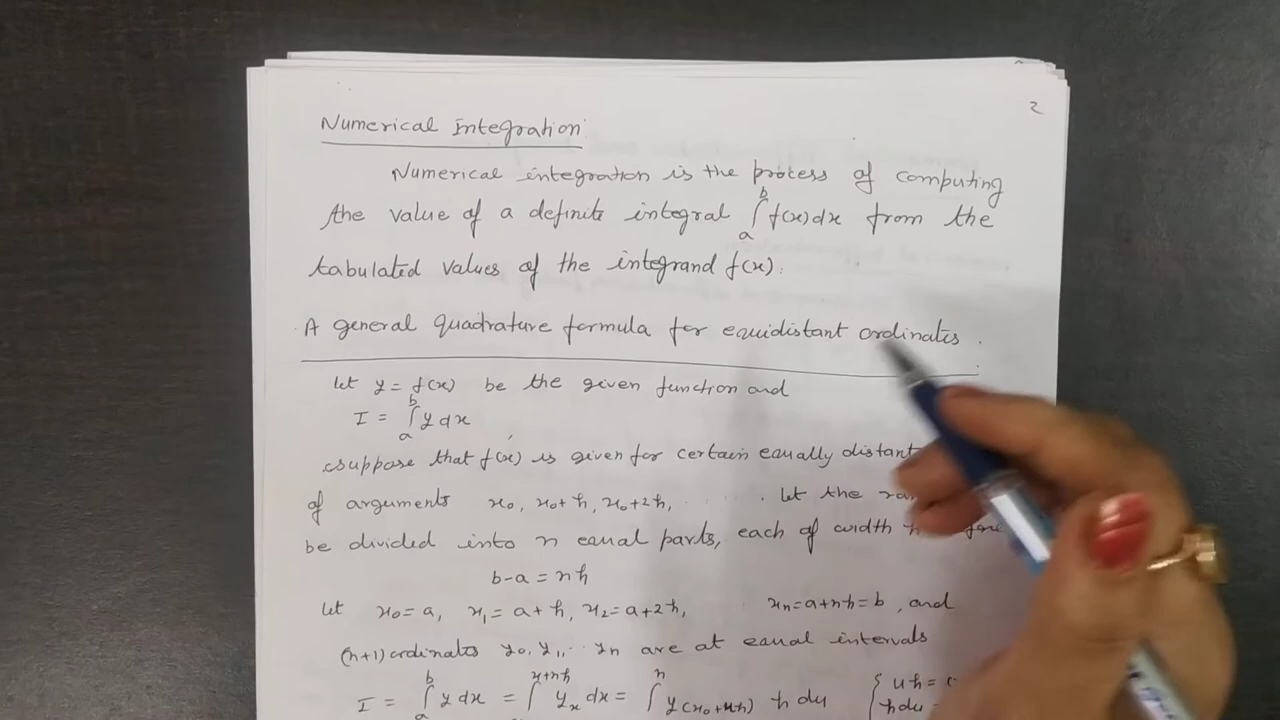 2
Numerical Integration
Numerical integration is the process of computing
the value of a definite integral ∫_a^b f(x)dx from the
tabulated values of the integrand f(x).
A general quadrature formula for equidistant ordinates.
Let y = f(x) be the given function and
I = ∫_a^b y dx
suppose that f(x) is given for certain equally distant
of arguments x0, x0+h, x0+2h, ...... Let the
be divided into n equal parts, each of width h
b-a = nh
Let x0=a, x1=a+h, x2=a+2h, xn=a+nh=b, and
(n+1) ordinates y0, y1, ... yn are at equal intervals
I = ∫_a^b y dx = ∫^{x+nh} y_x dx = ∫^n y(x0+uh) h du { uh =
h du